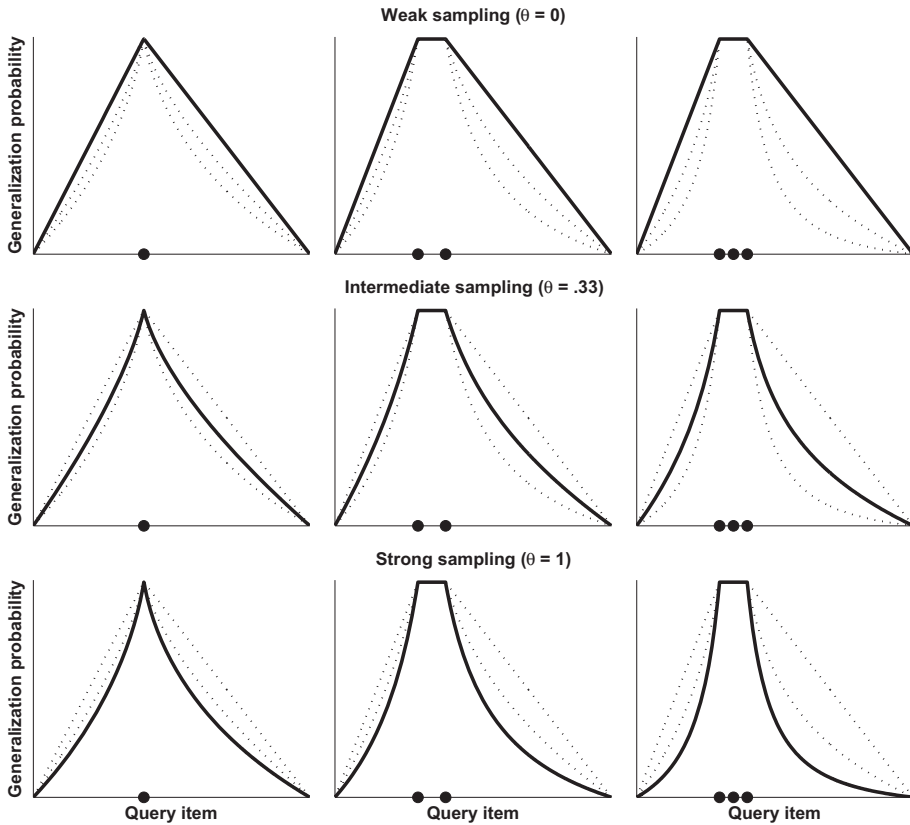 Weak sampling (θ = 0)
Generalization probability
Intermediate sampling (θ = .33)
Generalization probability
Strong sampling (θ = 1)
Generalization probability
Query item
Query item
Query item